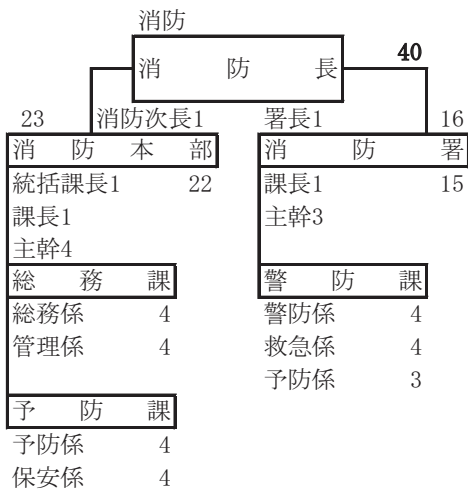 消防
消防長
40
23 消防次長1
消防本部
統括課長1 22
課長1
主幹4
総務課
総務係 4
管理係 4
予防課
予防係 4
保安係 4
署長1 16
消防署
課長1 15
主幹3
警防課
警防係 4
救急係 4
予防係 3